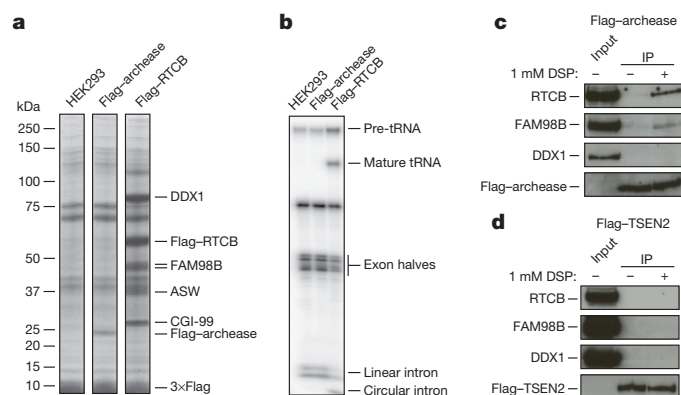 a
HEK293
Flag–archease
Flag–RTCB
kDa
250
150
100
75
50
37
25
20
15
10
DDX1
Flag–RTCB
FAM98B
ASW
CGI-99
Flag–archease
3×Flag
b
HEK293
Flag–archease
Flag–RTCB
Pre-tRNA
Mature tRNA
Exon halves
Linear intron
Circular intron
c
Flag–archease
Input
IP
1 mM DSP: – – +
RTCB
FAM98B
DDX1
Flag–archease
d
Flag–TSEN2
Input
IP
1 mM DSP: – – +
RTCB
FAM98B
DDX1
Flag–TSEN2